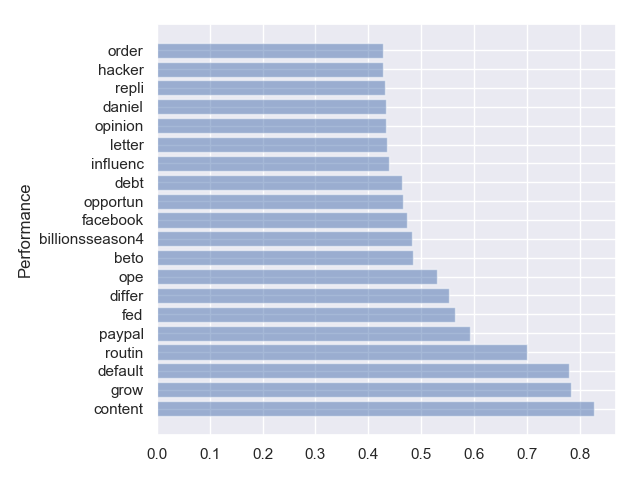 order
hacker
repli
daniel
opinion
letter
influenc
debt
opportun
facebook
billionsseason4
beto
ope
differ
fed
paypal
routin
default
grow
content
Performance
0.0 0.1 0.2 0.3 0.4 0.5 0.6 0.7 0.8